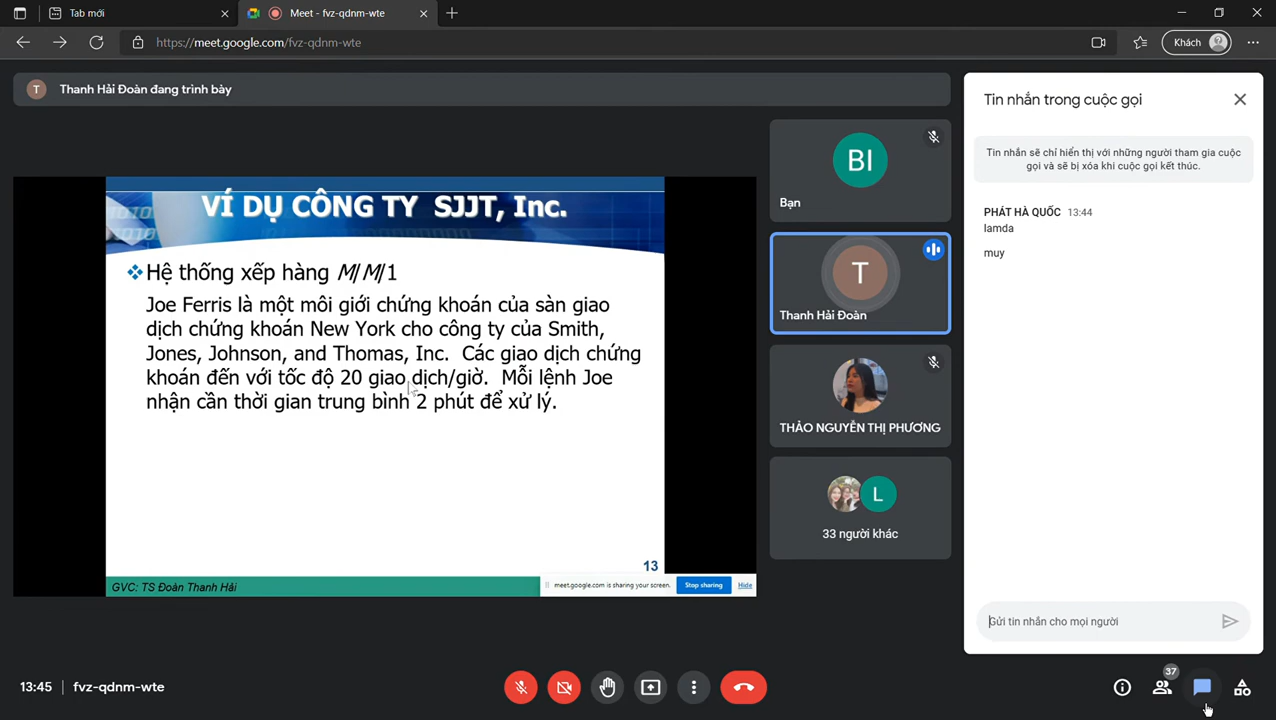 Tab mới
Meet - fvz-qdnm-wte
https://meet.google.com/fvz-qdnm-wte
Khách
T
Thanh Hải Đoàn đang trình bày
VÍ DỤ CÔNG TY SJJT, Inc.
Hệ thống xếp hàng M/M/1
Joe Ferris là một môi giới chứng khoán của sàn giao
dịch chứng khoán New York cho công ty của Smith,
Jones, Johnson, and Thomas, Inc. Các giao dịch chứng
khoán đến với tốc độ 20 giao dịch/giờ. Mỗi lệnh Joe
nhận cần thời gian trung bình 2 phút để xử lý.
13
GVC: TS Đoàn Thanh Hải
meet.google.com is sharing your screen.
Stop sharing
Hide
BI
Bạn
T
Thanh Hải Đoàn
THẢO NGUYỄN THỊ PHƯƠNG
L
33 người khác
Tin nhắn trong cuộc gọi
Tin nhắn sẽ chỉ hiển thị với những người tham gia cuộc
gọi và sẽ bị xóa khi cuộc gọi kết thúc.
PHÁT HÀ QUỐC 13:44
lamda
muy
Gửi tin nhắn cho mọi người
13:45 | fvz-qdnm-wte
37